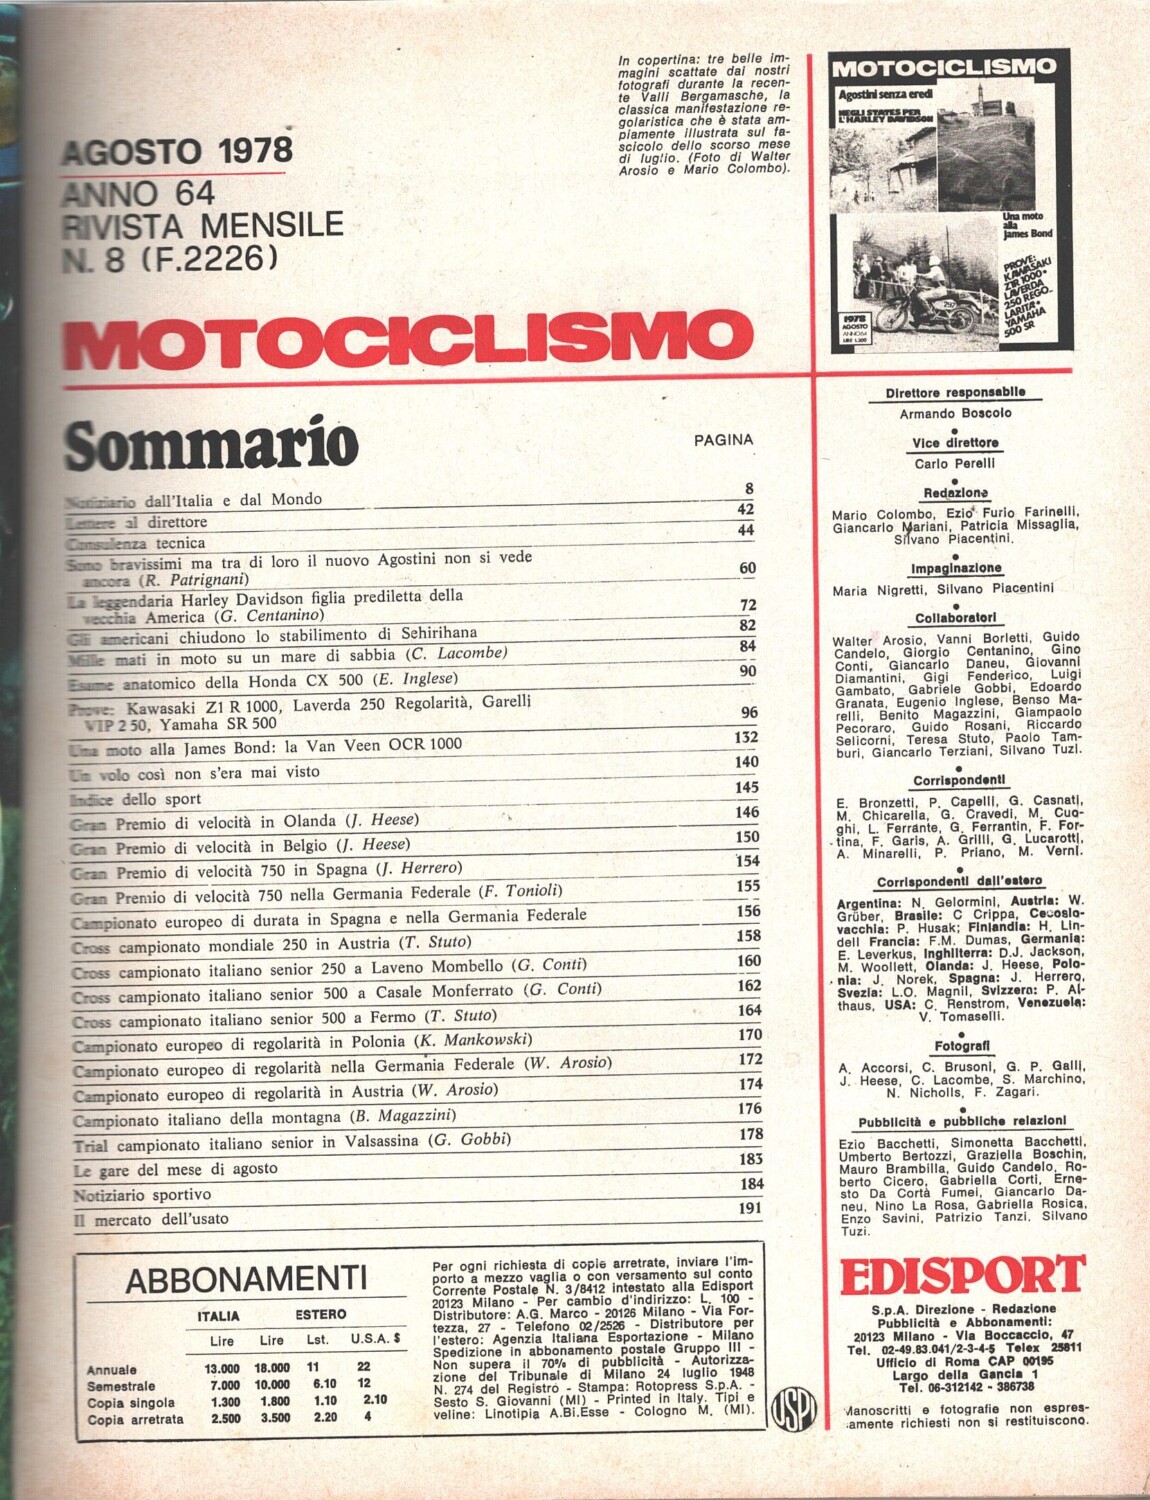 In copertina: tre belle im-
magini scattate dai nostri
fotografi durante la recen-
te Valli Bergamasche, la
classica manifestazione re-
golaristica che è stata am-
piamente illustrata sul fa-
scicolo dello scorso mese
di luglio. (Foto di Walter
Arosio e Mario Colombo).
AGOSTO 1978
ANNO 64
RIVISTA MENSILE
N. 8 (F.2226)
MOTOCICLISMO
MOTOCICLISMO
Agostini senza eredi
NEGLI STATES PER
L'HARLEY DAVIDSON
Una moto
alla
James Bond
PROVE:
KAWASAKI
Z1R 1000•
LAVERDA
250 REGO-
LARITA'•
YAMAHA
500 SR
1978
AGOSTO
ANNO 64
LIRE 1.300
Sommario
PAGINA
Notiziario dall'Italia e dal Mondo 8
Lettere al direttore 42
Consulenza tecnica 44
Sono bravissimi ma tra di loro il nuovo Agostini non si vede
ancora (R. Patrignani) 60
La leggendaria Harley Davidson figlia prediletta della
vecchia America (G. Centanino) 72
Gli americani chiudono lo stabilimento di Sehirihana 82
Mille mati in moto su un mare di sabbia (C. Lacombe) 84
Esame anatomico della Honda CX 500 (E. Inglese) 90
Prove: Kawasaki Z1 R 1000, Laverda 250 Regolarità, Garelli
VIP 2 50, Yamaha SR 500 96
Una moto alla James Bond: la Van Veen OCR 1000 132
Un volo così non s'era mai visto 140
Indice dello sport 145
Gran Premio di velocità in Olanda (J. Heese) 146
Gran Premio di velocità in Belgio (J. Heese) 150
Gran Premio di velocità 750 in Spagna (J. Herrero) 154
Gran Premio di velocità 750 nella Germania Federale (F. Tonioli) 155
Campionato europeo di durata in Spagna e nella Germania Federale 156
Cross campionato mondiale 250 in Austria (T. Stuto) 158
Cross campionato italiano senior 250 a Laveno Mombello (G. Conti) 160
Cross campionato italiano senior 500 a Casale Monferrato (G. Conti) 162
Cross campionato italiano senior 500 a Fermo (T. Stuto) 164
Campionato europeo di regolarità in Polonia (K. Mankowski) 170
Campionato europeo di regolarità nella Germania Federale (W. Arosio) 172
Campionato europeo di regolarità in Austria (W. Arosio) 174
Campionato italiano della montagna (B. Magazzini) 176
Trial campionato italiano senior in Valsassina (G. Gobbi) 178
Le gare del mese di agosto 183
Notiziario sportivo 184
Il mercato dell'usato 191
ABBONAMENTI
ITALIA ESTERO
Lire Lire Lst. U.S.A. $
Annuale 13.000 18.000 11 22
Semestrale 7.000 10.000 6.10 12
Copia singola 1.300 1.800 1.10 2.10
Copia arretrata 2.500 3.500 2.20 4
Per ogni richiesta di copie arretrate, inviare l'im-
porto a mezzo vaglia o con versamento sul conto
Corrente Postale N. 3/8412 intestato alla Edisport
20123 Milano - Per cambio d'indirizzo: L. 100 -
Distributore: A.G. Marco - 20126 Milano - Via For-
tezza, 27 - Telefono 02/2526 - Distributore per
l'estero: Agenzia Italiana Esportazione - Milano
Spedizione in abbonamento postale Gruppo III -
Non supera il 70% di pubblicità - Autorizza-
zione del Tribunale di Milano 24 luglio 1948
N. 274 del Registro - Stampa: Rotopress S.p.A. -
Sesto S. Giovanni (MI) - Printed in Italy. Tipi e
veline: Linotipia A.Bi.Esse - Cologno M. (MI).
USPI
Direttore responsabile
Armando Boscolo
Vice direttore
Carlo Perelli
Redazione
Mario Colombo, Ezio Furio Farinelli,
Giancarlo Mariani, Patricia Missaglia,
Silvano Piacentini.
Impaginazione
Maria Nigretti, Silvano Piacentini
Collaboratori
Walter Arosio, Vanni Borletti, Guido
Candelo, Giorgio Centanino, Gino
Conti, Giancarlo Daneu, Giovanni
Diamantini, Gigi Fenderico, Luigi
Gambato, Gabriele Gobbi, Edoardo
Granata, Eugenio Inglese, Benso Ma-
relli, Benito Magazzini, Giampaolo
Pecoraro, Guido Rosani, Riccardo
Selicorni, Teresa Stuto, Paolo Tam-
buri, Giancarlo Terziani, Silvano Tuzi.
Corrispondenti
E. Bronzetti, P. Capelli, G. Casnati,
M. Chicarella, G. Cravedi, M. Cuo-
ghi, L. Ferrante, G. Ferrantin, F. For-
tina, F. Garis, A. Grilli, G. Lucarotti,
A. Minarelli, P. Priano, M. Verni.
Corrispondenti dall'estero
Argentina: N. Gelormini, Austria: W.
Grüber, Brasile: C Crippa, Cecoslo-
vacchia: P. Husak; Finlandia: H. Lin-
dell Francia: F.M. Dumas, Germania:
E. Leverkus, Inghilterra: D.J. Jackson,
M. Woollett, Olanda: J. Heese, Polo-
nia: J. Norek, Spagna: J. Herrero,
Svezia: L.O. Magnil, Svizzera: P. Al-
thaus, USA: C. Renstrom, Venezuela:
V. Tomaselli.
Fotografi
A. Accorsi, C. Brusoni, G. P. Galli,
J. Heese, C. Lacombe, S. Marchino,
N. Nicholls, F. Zagari.
Pubblicità e pubbliche relazioni
Ezio Bacchetti, Simonetta Bacchetti,
Umberto Bertozzi, Graziella Boschin,
Mauro Brambilla, Guido Candelo, Ro-
berto Cicero, Gabriella Corti, Erne-
sto Da Cortà Fumei, Giancarlo Da-
neu, Nino La Rosa, Gabriella Rosica,
Enzo Savini, Patrizio Tanzi, Silvano
Tuzi.
EDISPORT
S.p.A. Direzione - Redazione
Pubblicità e Abbonamenti:
20123 Milano - Via Boccaccio, 47
Tel. 02-49.83.041/2-3-4-5 Telex 25811
Ufficio di Roma CAP 00195
Largo della Gancia 1
Tel. 06-312142 - 386738
Manoscritti e fotografie non espres-
samente richiesti non si restituiscono.